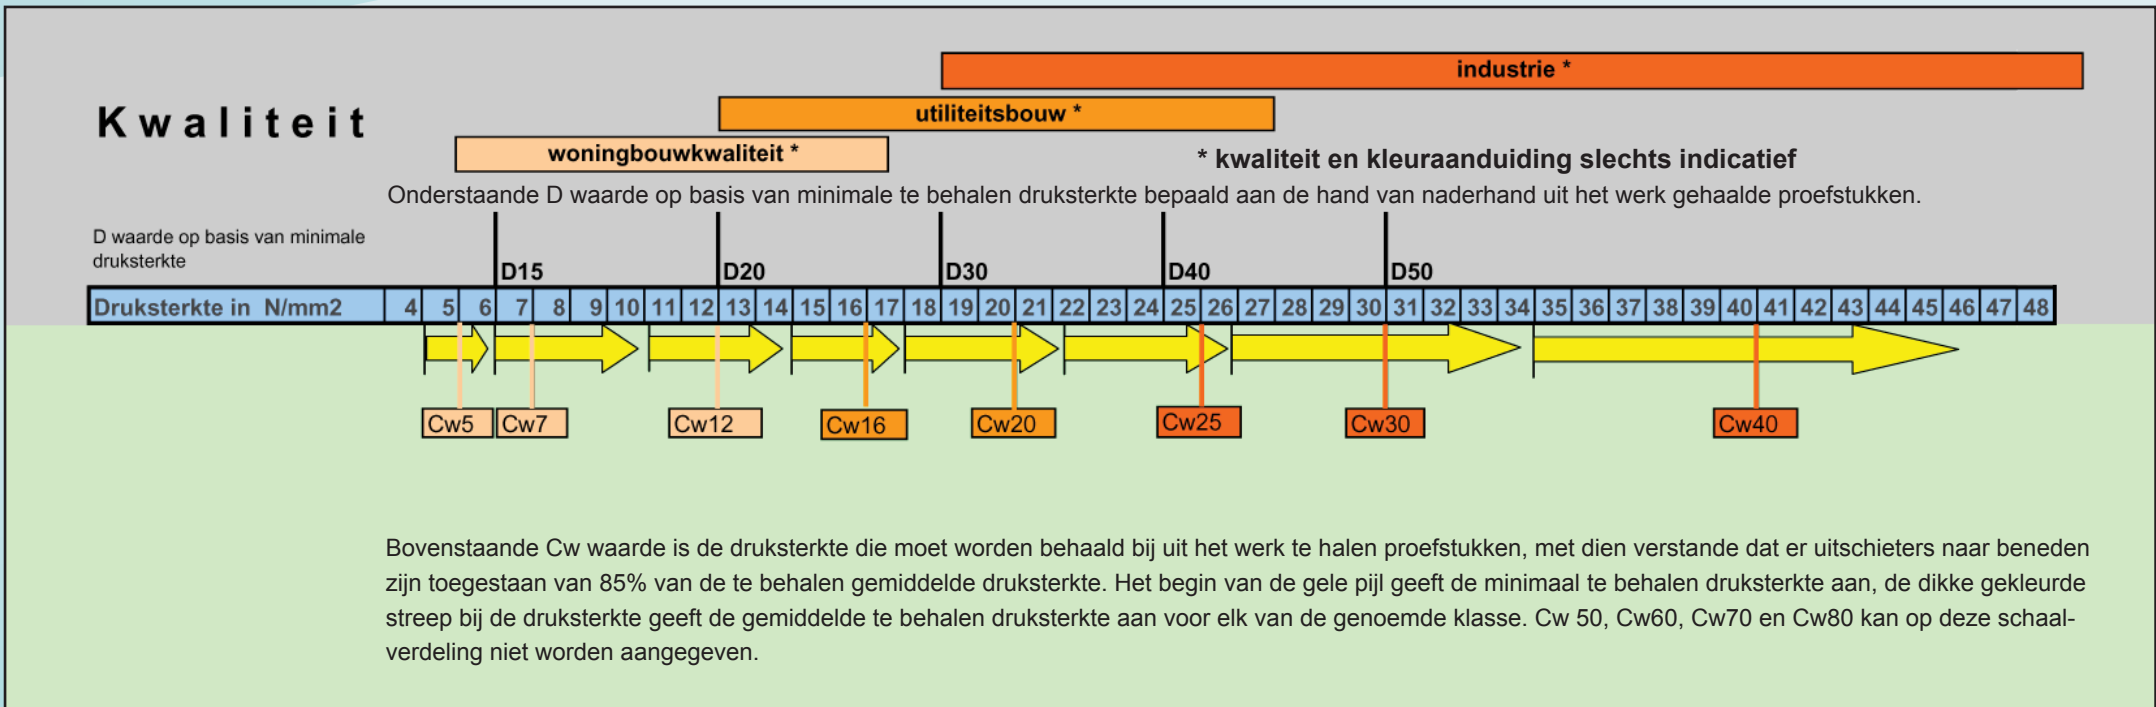 industrie *
Kwaliteit
utiliteitsbouw *
woningbouwkwaliteit *
* kwaliteit en kleuraanduiding slechts indicatief
Onderstaande D waarde op basis van minimale te behalen druksterkte bepaald aan de hand van naderhand uit het werk gehaalde proefstukken.
D waarde op basis van minimale
druksterkte
D15 D20 D30 D40 D50
Druksterkte in N/mm2 4 5 6 7 8 9 10 11 12 13 14 15 16 17 18 19 20 21 22 23 24 25 26 27 28 29 30 31 32 33 34 35 36 37 38 39 40 41 42 43 44 45 46 47 48
Cw5 Cw7 Cw12 Cw16 Cw20 Cw25 Cw30 Cw40
Bovenstaande Cw waarde is de druksterkte die moet worden behaald bij uit het werk te halen proefstukken, met dien verstande dat er uitschieters naar beneden
zijn toegestaan van 85% van de te behalen gemiddelde druksterkte. Het begin van de gele pijl geeft de minimaal te behalen druksterkte aan, de dikke gekleurde
streep bij de druksterkte geeft de gemiddelde te behalen druksterkte aan voor elk van de genoemde klasse. Cw 50, Cw60, Cw70 en Cw80 kan op deze schaal-
verdeling niet worden aangegeven.